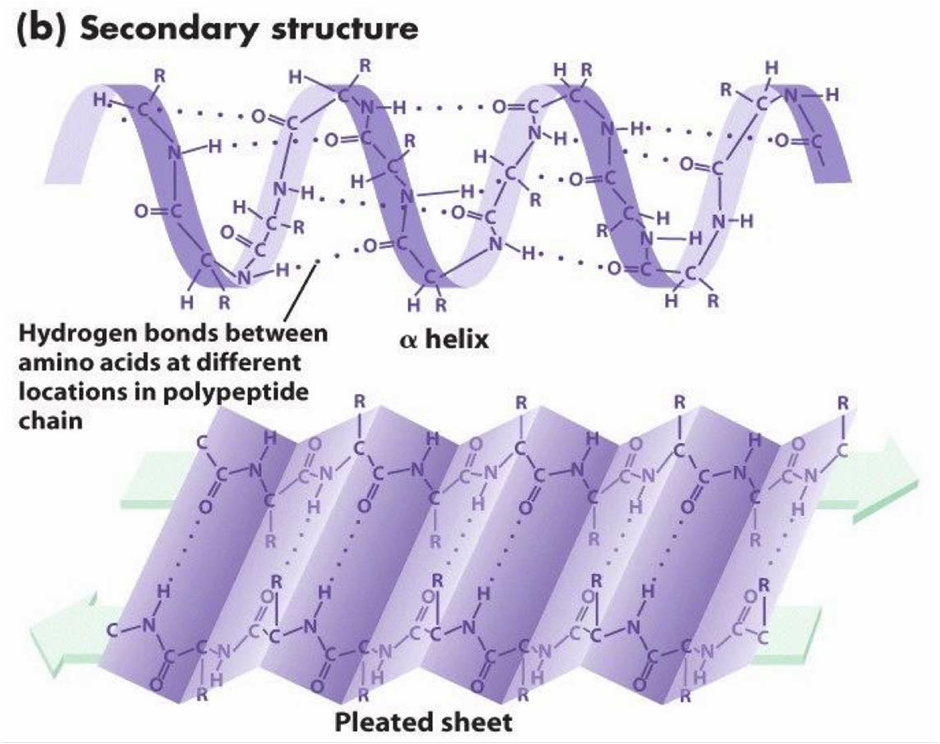 (b) Secondary structure
H R H R H R H
H C O=C C N—H O=C C R C N—H
N—H O=C N H N—H O=C
R H C O=C C
H C C R O=C N—H
O=C H C R N H O=C C H N—H
O C O=C N H R N—H
C N H C O=C C
H R H R H R
Hydrogen bonds between
amino acids at different
locations in polypeptide
chain
α helix
R R R R
C H O C H O C H O C H O C
C N C N C N C N C N C N C N C N
O C H O C H O C H O C H
R R R R
H O R H O R H O R H O R
C N C C N C C N C C N C C
C C N C C N C C N C C N
O R H O R H O R H O R H
Pleated sheet